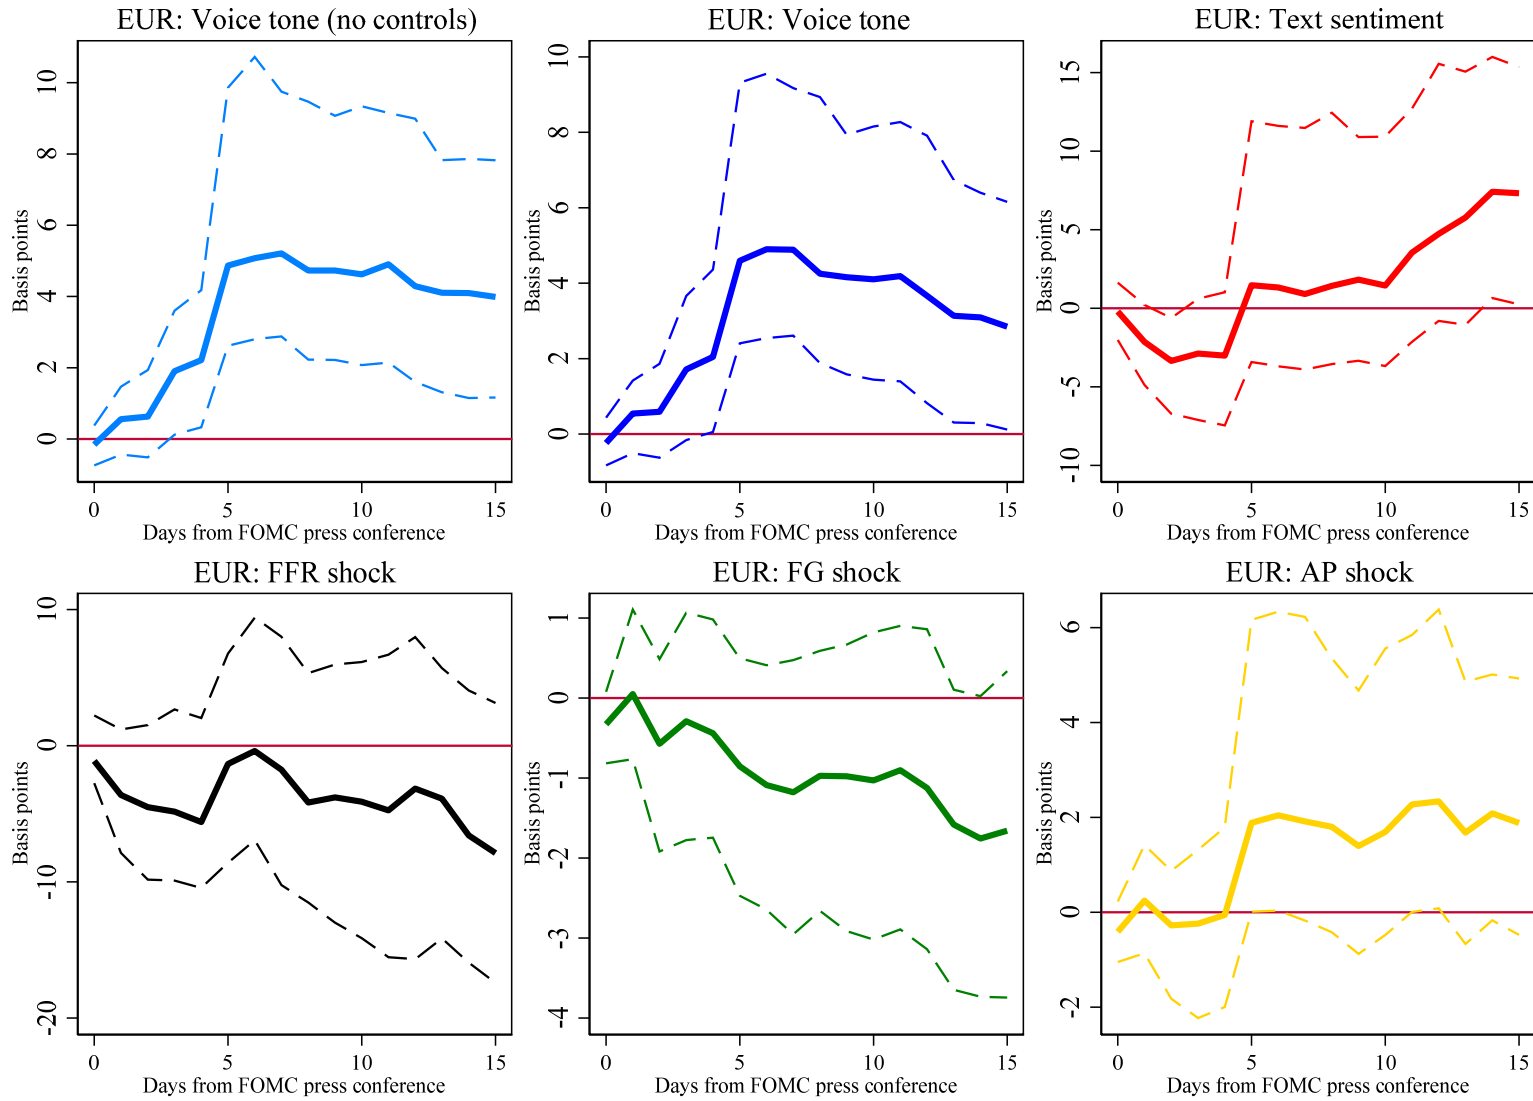 EUR: Voice tone (no controls)
Basis points
10
8
6
4
2
0
0 5 10 15
Days from FOMC press conference
EUR: Voice tone
Basis points
10
8
6
4
2
0
0 5 10 15
Days from FOMC press conference
EUR: Text sentiment
Basis points
15
10
5
0
-5
-10
0 5 10 15
Days from FOMC press conference
EUR: FFR shock
Basis points
10
0
-10
-20
0 5 10 15
Days from FOMC press conference
EUR: FG shock
Basis points
1
0
-1
-2
-3
-4
0 5 10 15
Days from FOMC press conference
EUR: AP shock
Basis points
6
4
2
0
-2
0 5 10 15
Days from FOMC press conference